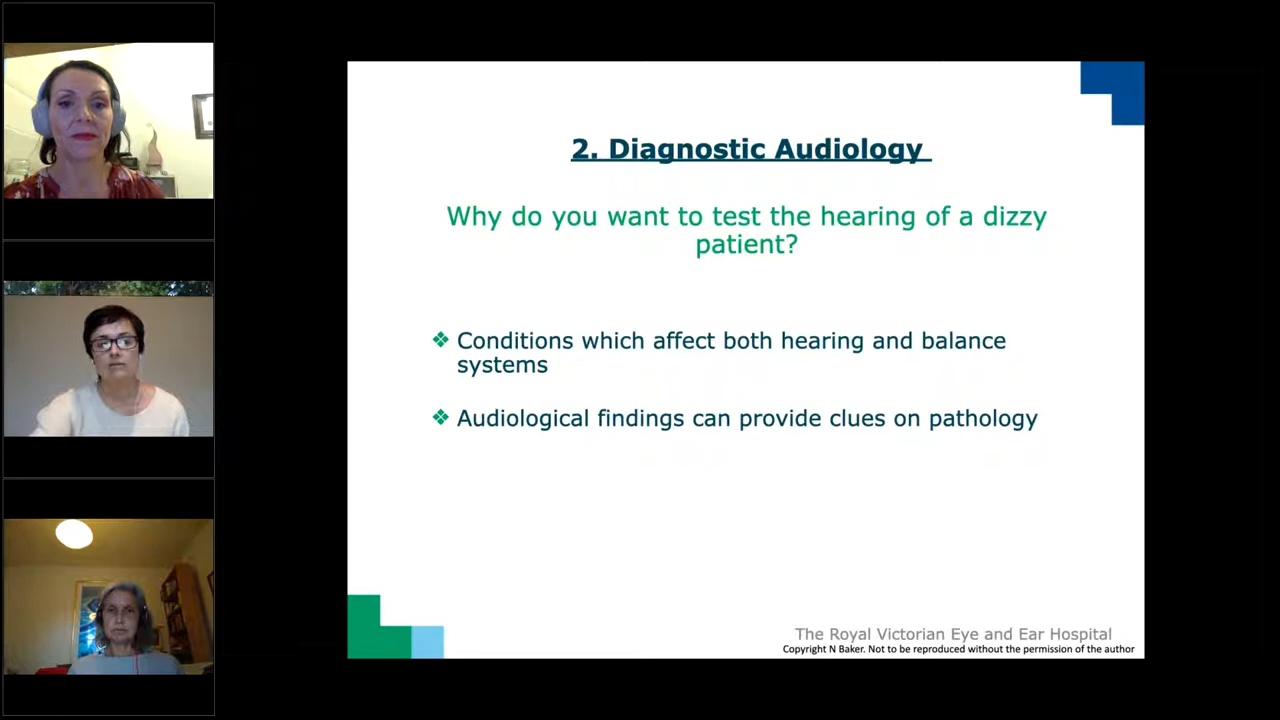 2. Diagnostic Audiology
Why do you want to test the hearing of a dizzy
patient?
❖ Conditions which affect both hearing and balance
systems
❖ Audiological findings can provide clues on pathology
The Royal Victorian Eye and Ear Hospital
Copyright N Baker. Not to be reproduced without the permission of the author